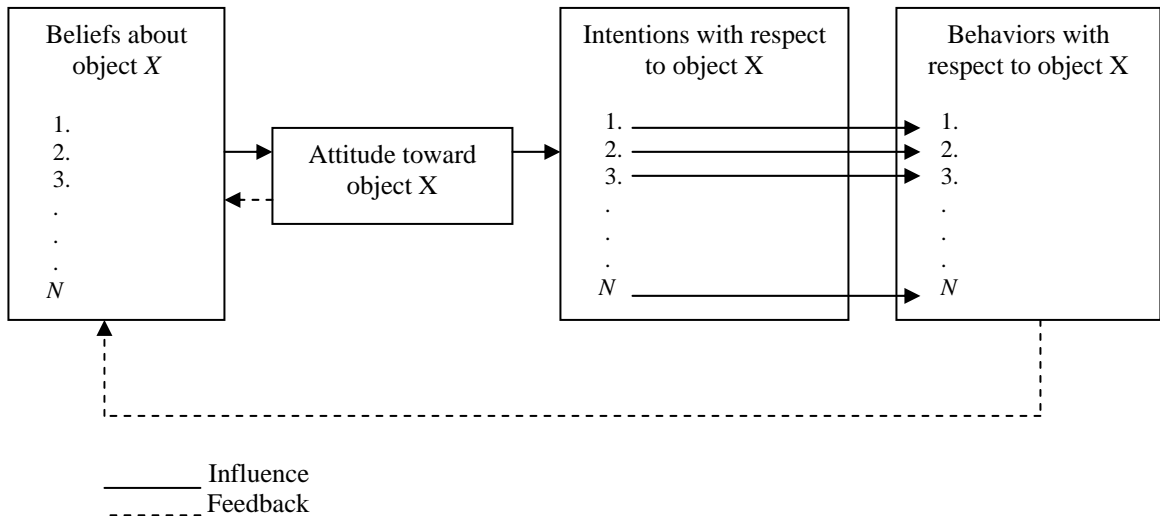 Beliefs about
object X
1.
2.
3.
.
.
.
N
Attitude toward
object X
Intentions with respect
to object X
1.
2.
3.
.
.
.
N
Behaviors with
respect to object X
1.
2.
3.
.
.
.
N
Influence
Feedback